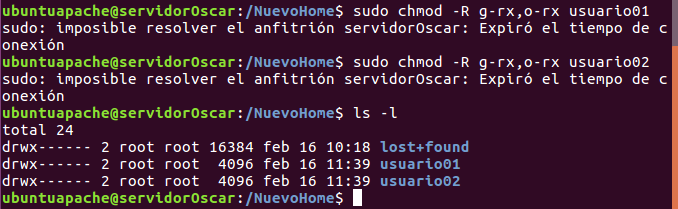 ubuntuapache@servidorOscar:/NuevoHome$ sudo chmod -R g-rx,o-rx usuario01
sudo: imposible resolver el anfitrión servidorOscar: Expiró el tiempo de c
onexión
ubuntuapache@servidorOscar:/NuevoHome$ sudo chmod -R g-rx,o-rx usuario02
sudo: imposible resolver el anfitrión servidorOscar: Expiró el tiempo de c
onexión
ubuntuapache@servidorOscar:/NuevoHome$ ls -l
total 24
drwx------ 2 root root 16384 feb 16 10:18 lost+found
drwx------ 2 root root  4096 feb 16 11:39 usuario01
drwx------ 2 root root  4096 feb 16 11:39 usuario02
ubuntuapache@servidorOscar:/NuevoHome$